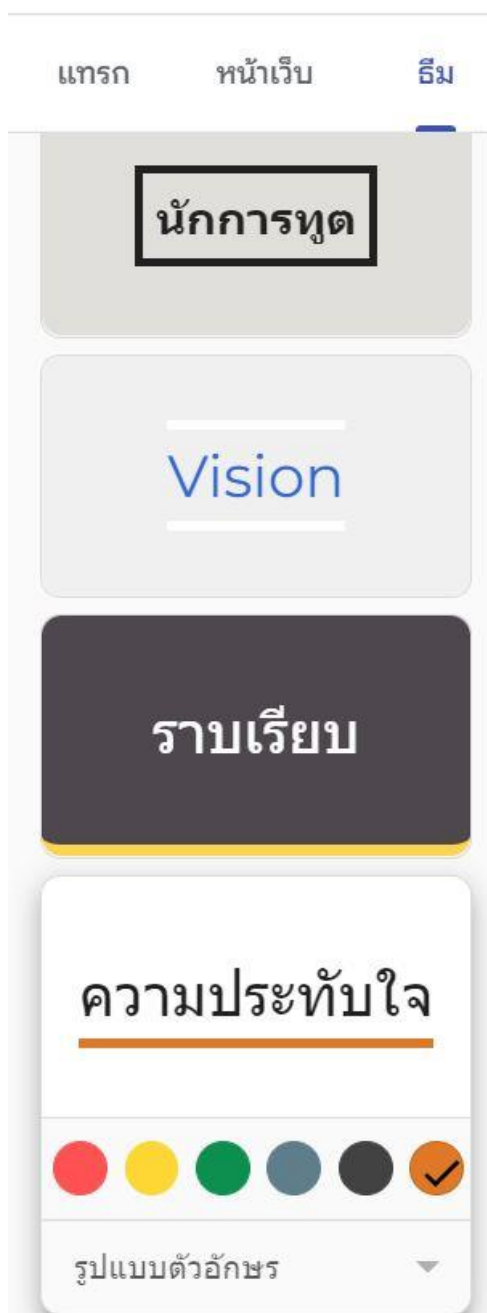 แทรก หน้าเว็บ ธีม
นักการทูต
Vision
ราบเรียบ
ความประทับใจ
รูปแบบตัวอักษร